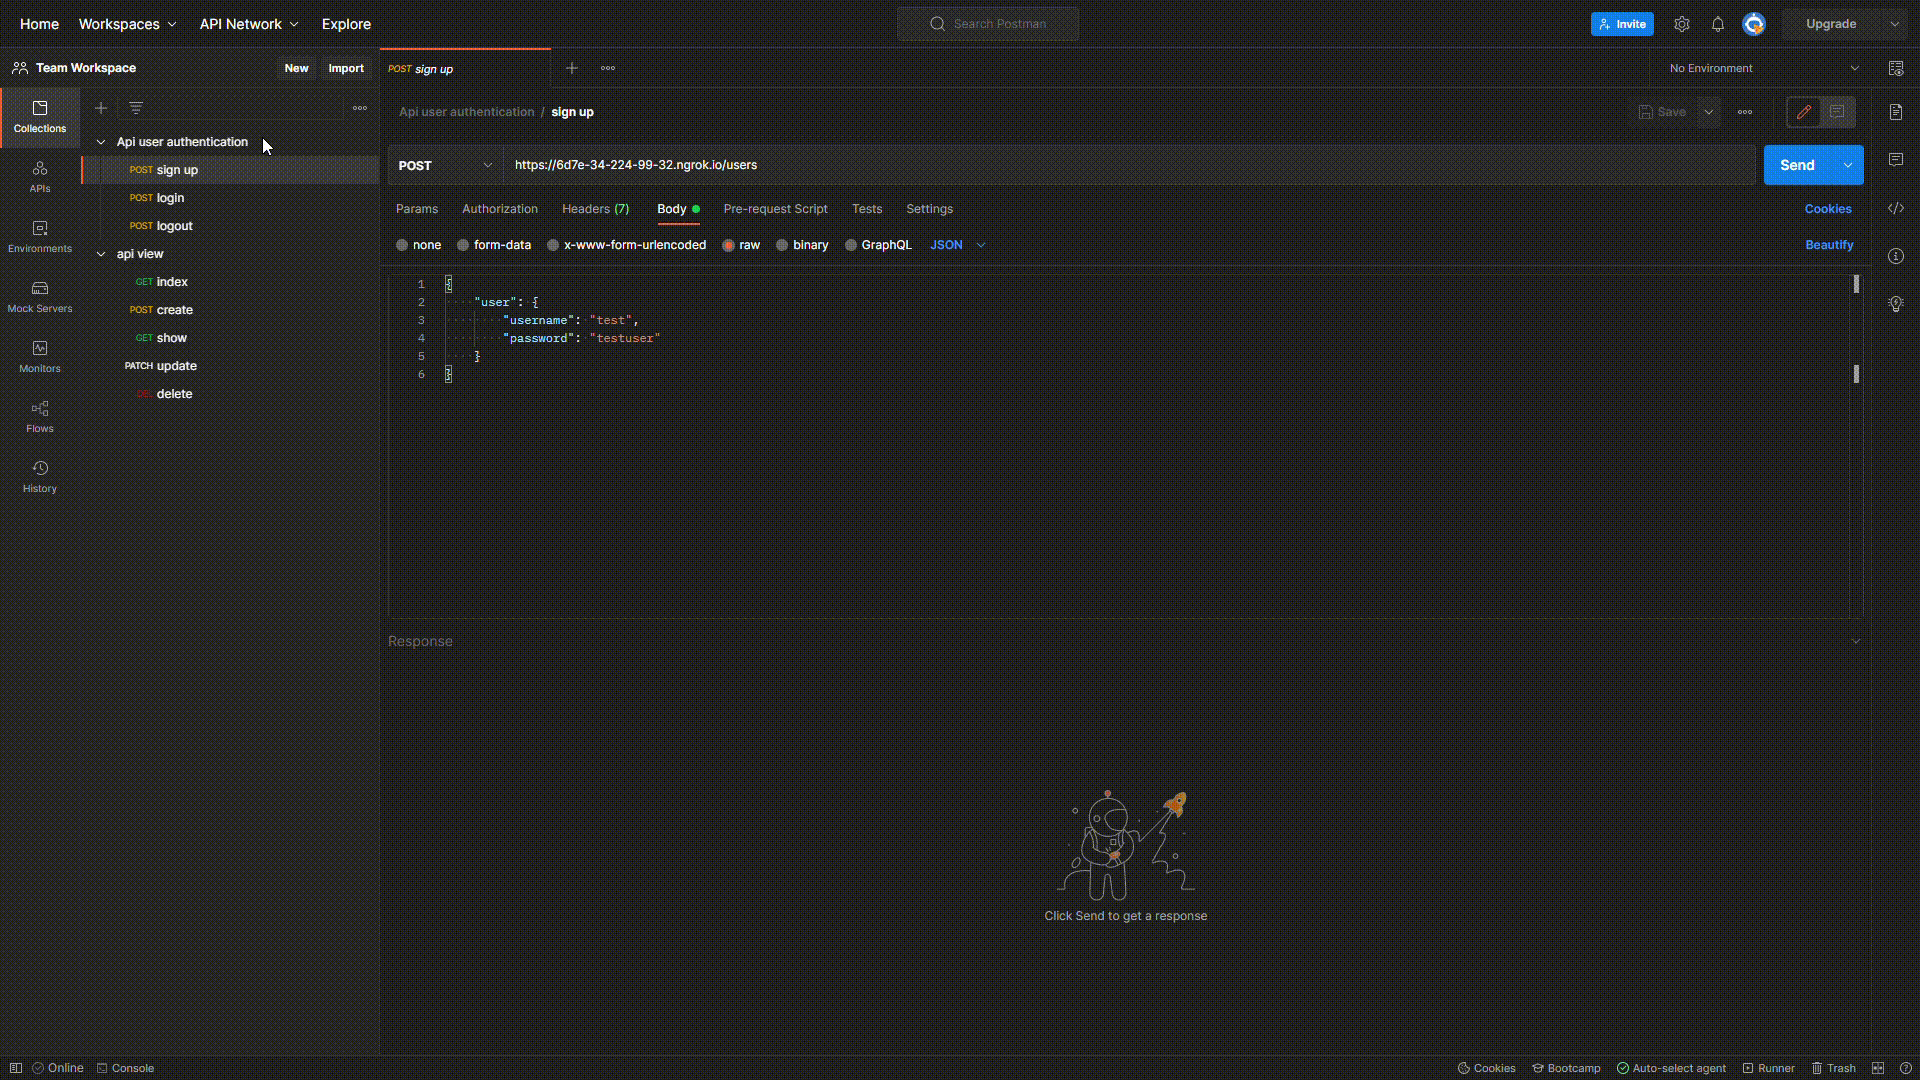 Home Workspaces API Network Explore Search Postman Invite Upgrade
Team Workspace New Import POST sign up No Environment
Api user authentication / sign up Save
Collections
Api user authentication
POST sign up
POST login
POST logout
api view
GET index
POST create
GET show
PATCH update
DEL delete
APIs
Environments
Mock Servers
Monitors
Flows
History
POST https://6d7e-34-224-99-32.ngrok.io/users Send
Params Authorization Headers (7) Body Pre-request Script Tests Settings Cookies
none form-data x-www-form-urlencoded raw binary GraphQL JSON Beautify
1 {
2 "user": {
3 "username": "test",
4 "password": "testuser"
5 }
6 }
Response
Click Send to get a response
Online Console Cookies Bootcamp Auto-select agent Runner Trash